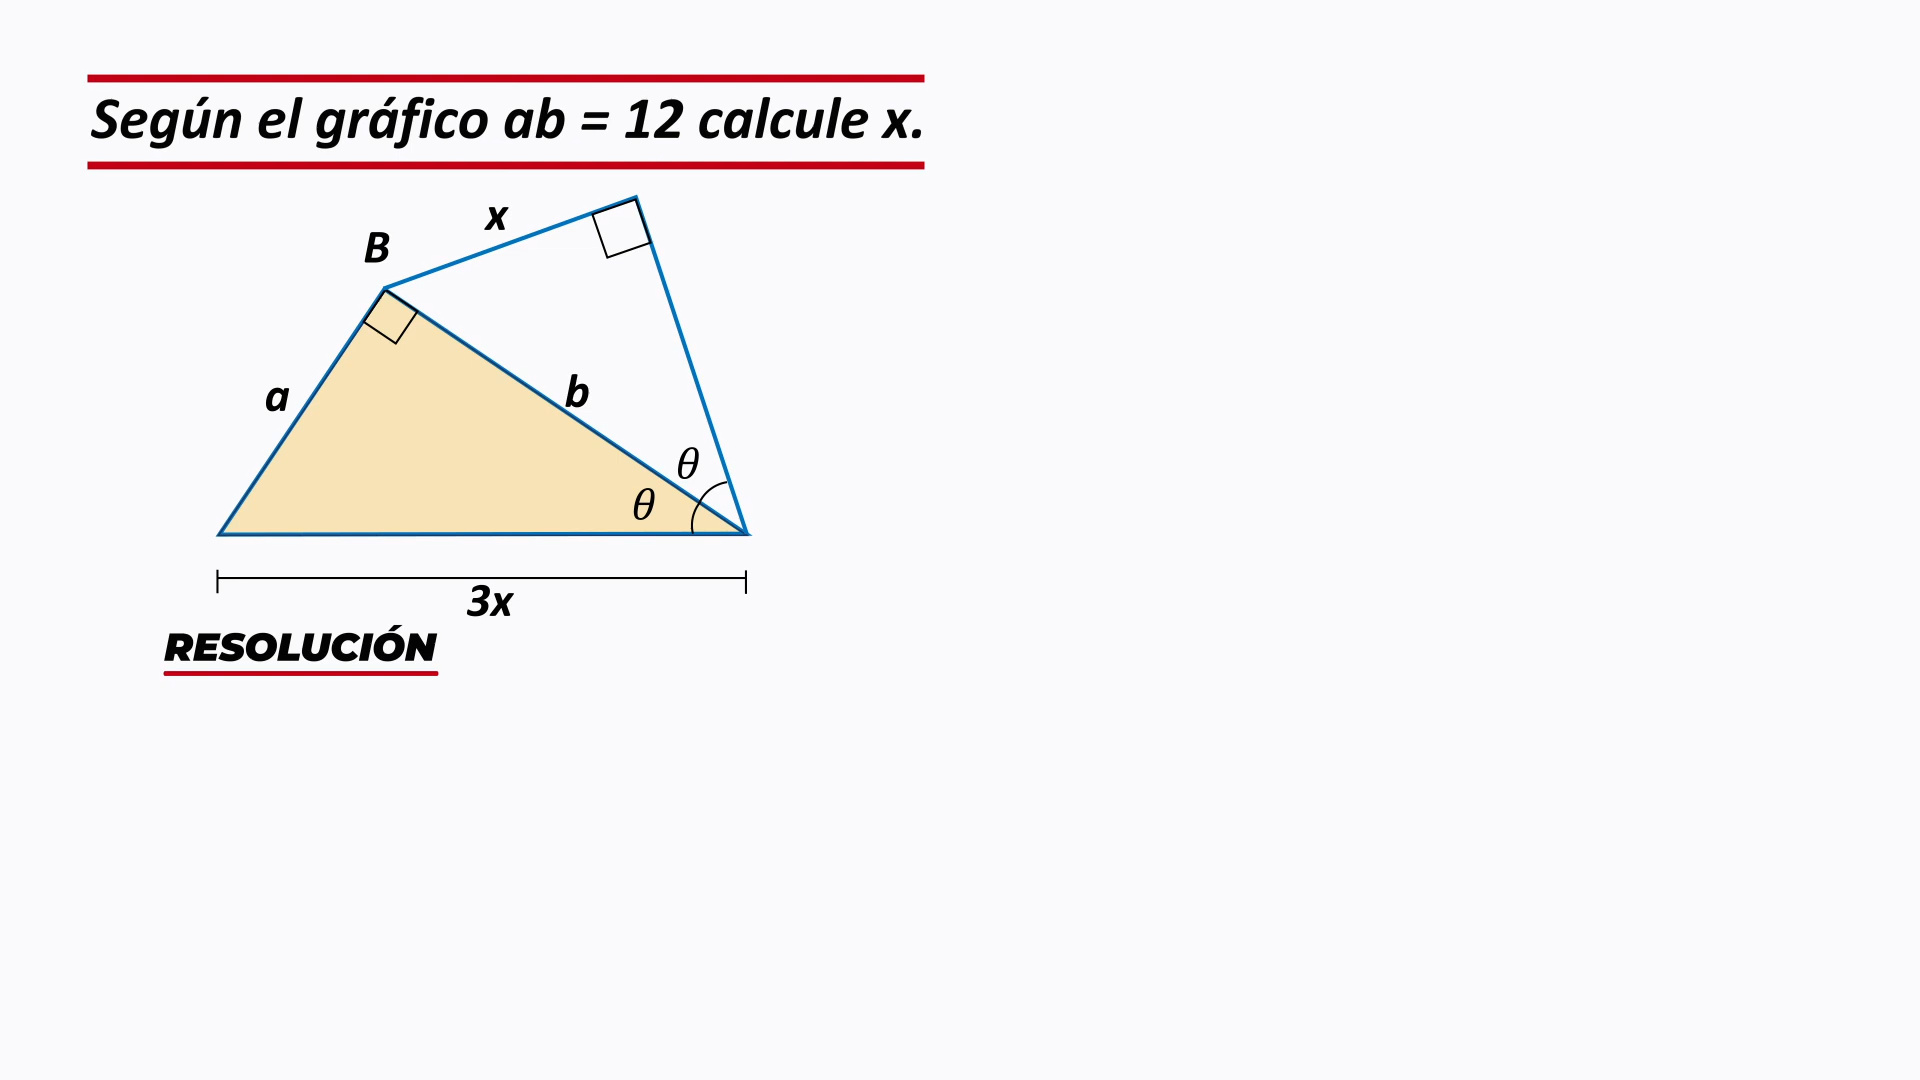 Según el gráfico ab = 12 calcule x.
x
B
a
b
θ
θ
3x
RESOLUCIÓN